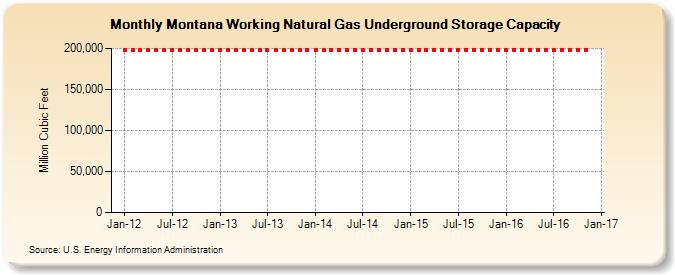 Monthly Montana Working Natural Gas Underground Storage Capacity
Million Cubic Feet
200,000
150,000
100,000
50,000
0
Jan-12 Jul-12 Jan-13 Jul-13 Jan-14 Jul-14 Jan-15 Jul-15 Jan-16 Jul-16 Jan-17
Source: U.S. Energy Information Administration